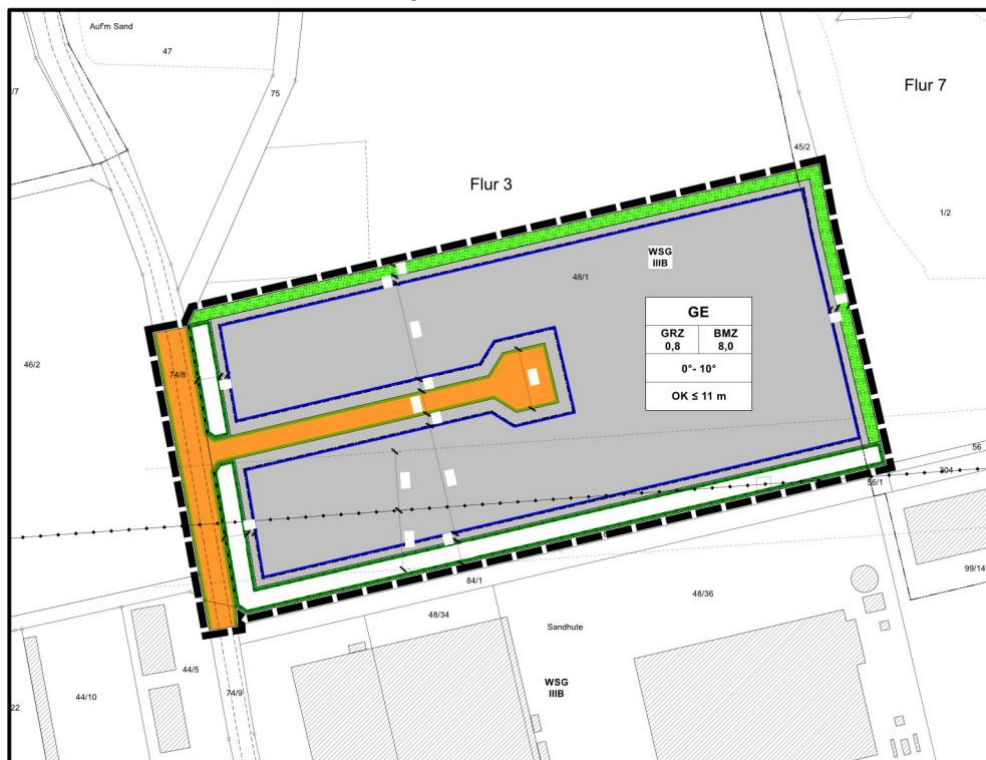 Auf'm Sand
47
/7
75
Flur 7
45/2
Flur 3
1/2
WSG
IIIB
48/1
GE
GRZ
0,8
BMZ
8,0
0°- 10°
OK ≤ 11 m
46/2
74/8
56
304
56/1
99/14
84/1
48/34
48/36
Sandhute
44/5
44/10
74/9
WSG
IIIB
22